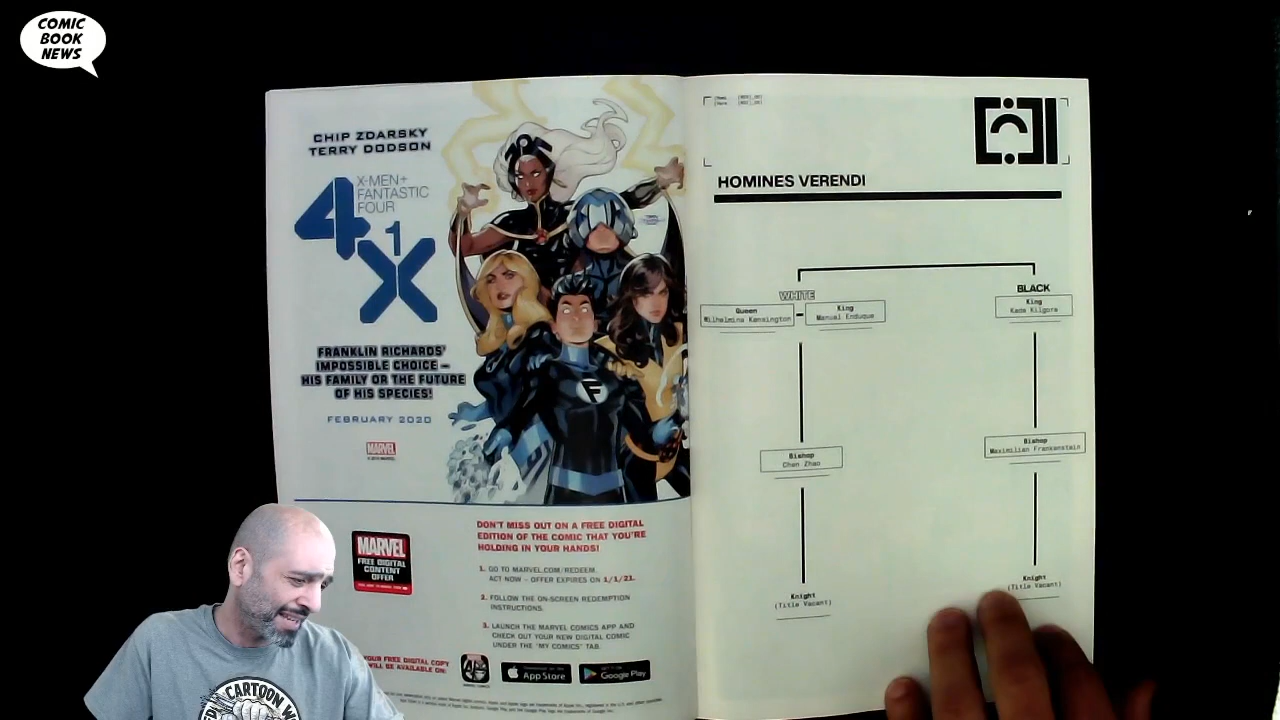 COMIC
BOOK
NEWS
CHIP ZDARSKY
TERRY DODSON
X-MEN+
FANTASTIC
FOUR
4
1
X
FRANKLIN RICHARDS'
IMPOSSIBLE CHOICE –
HIS FAMILY OR THE FUTURE
OF HIS SPECIES!
FEBRUARY 2020
MARVEL
MARVEL
FREE DIGITAL
CONTENT
OFFER
DON'T MISS OUT ON A FREE DIGITAL
EDITION OF THE COMIC THAT YOU'RE
HOLDING IN YOUR HANDS!
1. GO TO MARVEL.COM/REDEEM.
ACT NOW – OFFER EXPIRES ON 1/1/21.
2. FOLLOW THE ON-SCREEN REDEMPTION
INSTRUCTIONS.
3. LAUNCH THE MARVEL COMICS APP AND
CHECK OUT YOUR NEW DIGITAL COMIC
UNDER THE "MY COMICS" TAB.
YOUR FREE DIGITAL COPY
WILL BE AVAILABLE ON:
App Store
Google Play
CARTOON
HOMINES VERENDI
WHITE
Queen
Wilhelmina Kensington
King
Manuel Enduque
BLACK
King
Kade Kilgore
Bishop
Chen Zhao
Bishop
Maximilian Frankenstein
Knight
(Title Vacant)
Knight
(Title Vacant)